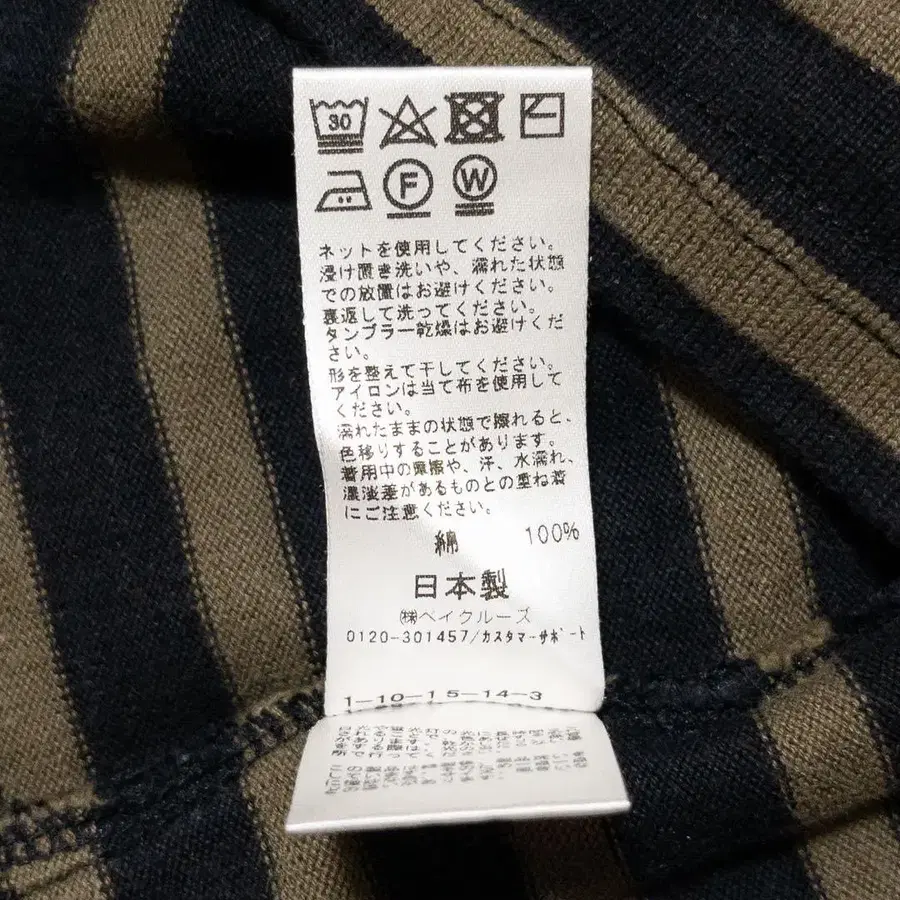 30
F W
ネットを使用してください。
浸け置き洗いや、濡れた状態
での放置はお避けください。
裏返して洗ってください。
タンブラー乾燥はお避けくだ
さい。
形を整えて干してください。
アイロンは当て布を使用して
ください。
濡れたままの状態で擦れると、
色移りすることがあります。
着用中の摩擦や、汗、水濡れ、
濃淡差があるものとの重ね着
にご注意ください。
綿 100%
日本製
㈱ベイクルーズ
0120-301457/カスタマーサポート
1-10-15-14-3